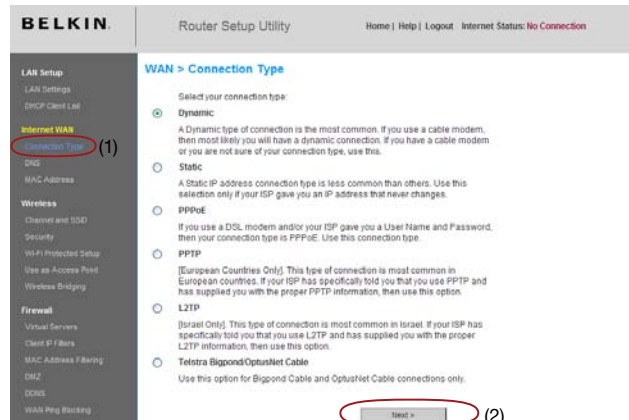 BELKIN.
Router Setup Utility
Home | Help | Logout Internet Status: No Connection
LAN Setup
LAN Settings
DHCP Client List
Internet WAN
Connection Type
(1)
DNS
MAC Address
Wireless
Channel and SSID
Security
Wi-Fi Protected Setup
Use as Access Point
Wireless Bridging
Firewall
Virtual Servers
Client IP Filters
MAC Address Filtering
DMZ
DDNS
WAN Ping Blocking
WAN > Connection Type
Select your connection type:
Dynamic
A Dynamic type of connection is the most common. If you use a cable modem,
then most likely you will have a dynamic connection. If you have a cable modem
or you are not sure of your connection type, use this.
Static
A Static IP address connection type is less common than others. Use this
selection only if your ISP gave you an IP address that never changes.
PPPoE
If you use a DSL modem and/or your ISP gave you a User Name and Password,
then your connection type is PPPoE. Use this connection type.
PPTP
[European Countries Only]. This type of connection is most common in
European countries. If your ISP has specifically told you that you use PPTP and
has supplied you with the proper PPTP information, then use this option.
L2TP
[Israel Only]. This type of connection is most common in Israel. If your ISP has
specifically told you that you use L2TP and has supplied you with the proper
L2TP information, then use this option.
Telstra Bigpond/OptusNet Cable
Use this option for Bigpond Cable and OptusNet Cable connections only.
Next >
(2)